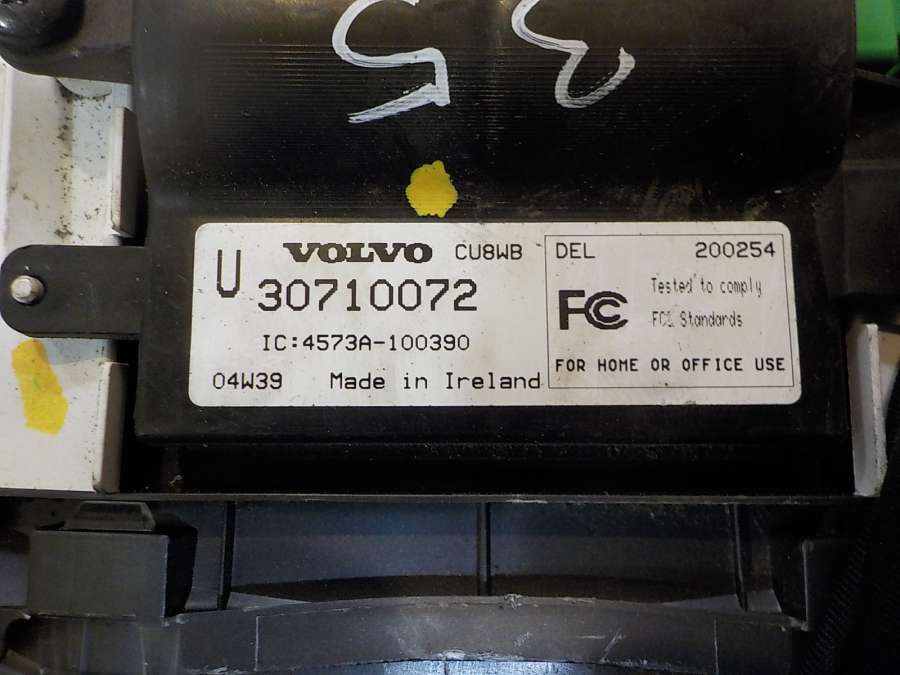 35
U VOLVO CU8WB
30710072
IC:4573A-100390
04W39 Made in Ireland
DEL 200254
FC Tested to comply
FCC Standards
FOR HOME OR OFFICE USE